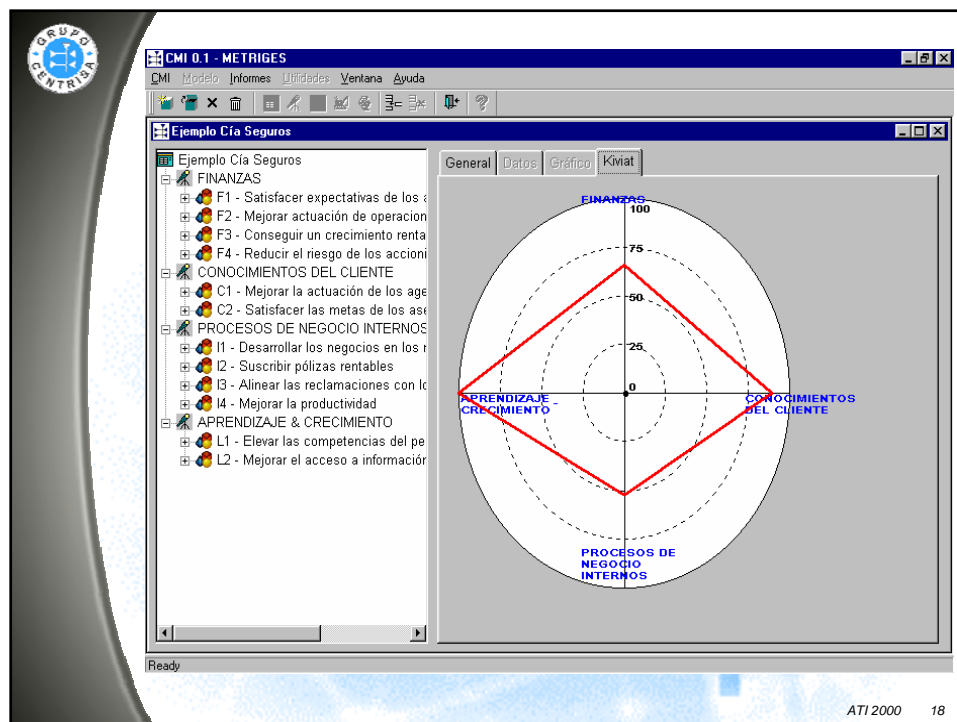 GRUPO
CENTRISA
CMI 0.1 - METRIGES
CMI Modelo Informes Utilidades Ventana Ayuda
Ejemplo Cía Seguros
Ejemplo Cía Seguros
FINANZAS
F1 - Satisfacer expectativas de los a
F2 - Mejorar actuación de operacion
F3 - Conseguir un crecimiento renta
F4 - Reducir el riesgo de los accioni
CONOCIMIENTOS DEL CLIENTE
C1 - Mejorar la actuación de los age
C2 - Satisfacer las metas de los ase
PROCESOS DE NEGOCIO INTERNOS
I1 - Desarrollar los negocios en los r
I2 - Suscribir pólizas rentables
I3 - Alinear las reclamaciones con lo
I4 - Mejorar la productividad
APRENDIZAJE & CRECIMIENTO
L1 - Elevar las competencias del pe
L2 - Mejorar el acceso a información
General Datos Gráfico Kiviat
FINANZAS
100
75
50
25
0
APRENDIZAJE -
CRECIMIENTO
CONOCIMIENTOS
DEL CLIENTE
PROCESOS DE
NEGOCIO
INTERNOS
Ready
ATI 2000 18